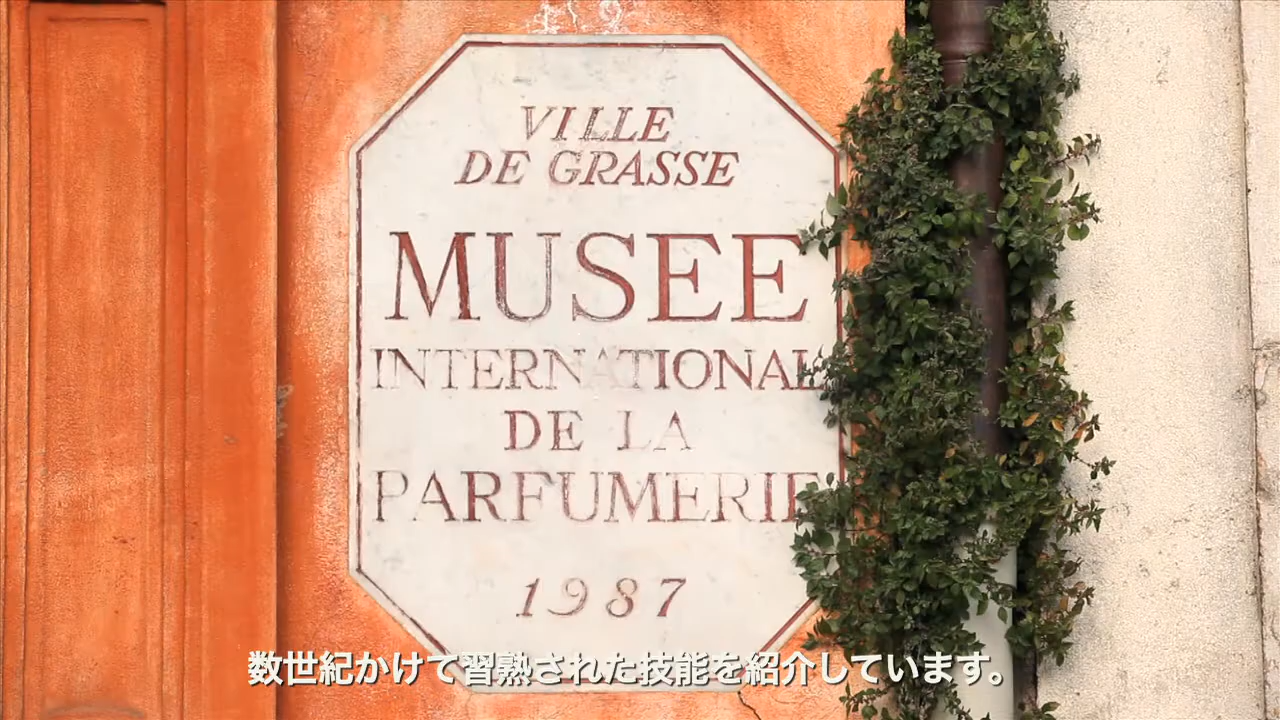 VILLE
DE GRASSE
MUSEE
INTERNATIONAL
DE LA
PARFUMERIE
1987
数世紀かけて習熟された技能を紹介しています。